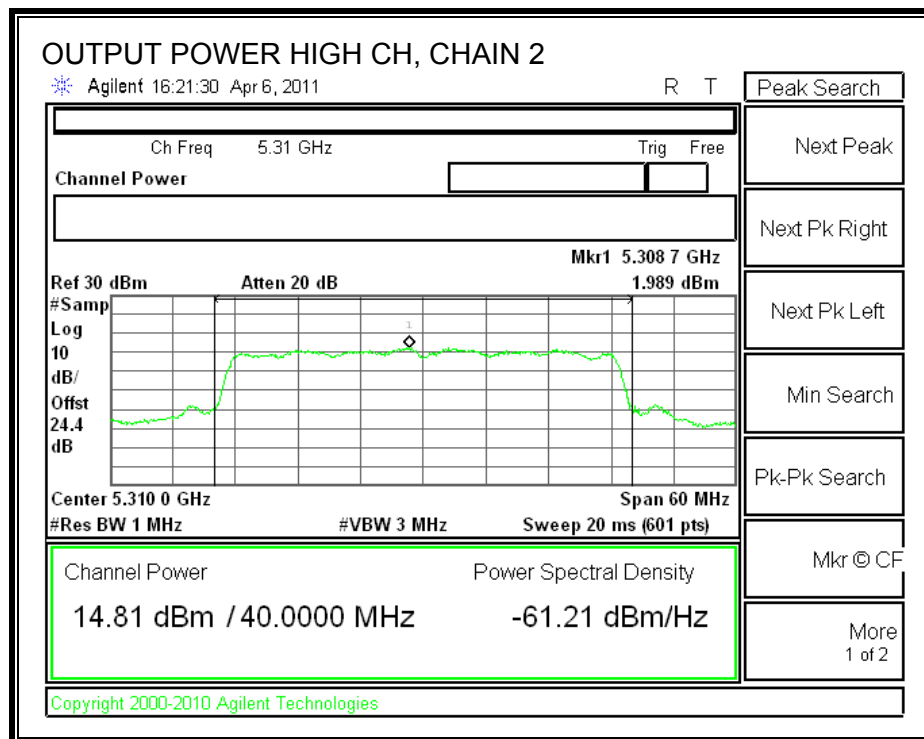 OUTPUT POWER HIGH CH, CHAIN 2
Agilent 16:21:30 Apr 6, 2011 R T
Peak Search
Ch Freq 5.31 GHz Trig Free
Channel Power
Mkr1 5.308 7 GHz
Ref 30 dBm Atten 20 dB 1.989 dBm
#Samp
Log
10
dB/
Offst
24.4
dB
1
Center 5.310 0 GHz Span 60 MHz
#Res BW 1 MHz #VBW 3 MHz Sweep 20 ms (601 pts)
Channel Power Power Spectral Density
14.81 dBm / 40.0000 MHz -61.21 dBm/Hz
Copyright 2000-2010 Agilent Technologies
Next Peak
Next Pk Right
Next Pk Left
Min Search
Pk-Pk Search
Mkr © CF
More
1 of 2